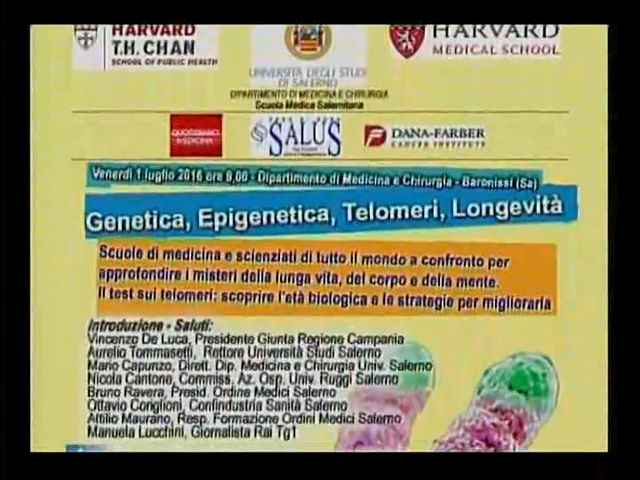 HARVARD
T.H. CHAN
SCHOOL OF PUBLIC HEALTH
UNIVERSITÀ DEGLI STUDI
DI SALERNO
DIPARTIMENTO DI MEDICINA E CHIRURGIA
Scuola Medica Salernitana
HARVARD
MEDICAL SCHOOL
QUOTIDIANO
MEDICINA
SALUS
DANA-FARBER
CANCER INSTITUTE
Venerdì 1 luglio 2016 ore 9,00 - Dipartimento di Medicina e Chirurgia - Baronissi (Sa)
Genetica, Epigenetica, Telomeri, Longevità
Scuole di medicina e scienziati di tutto il mondo a confronto per
approfondire i misteri della lunga vita, del corpo e della mente.
Il test sui telomeri: scoprire l'età biologica e le strategie per migliorarla
Introduzione - Saluti:
Vincenzo De Luca, Presidente Giunta Regione Campania
Aurelio Tommasetti, Rettore Università Studi Salerno
Mario Capunzo, Dirett. Dip. Medicina e Chirurgia Univ. Salerno
Nicola Cantone, Commiss. Az. Osp. Univ. Ruggi Salerno
Bruno Ravera, Presid. Ordine Medici Salerno
Ottavio Coriglioni, Confindustria Sanità Salerno
Attilio Maurano, Resp. Formazione Ordini Medici Salerno
Manuela Lucchini, Giornalista Rai Tg1